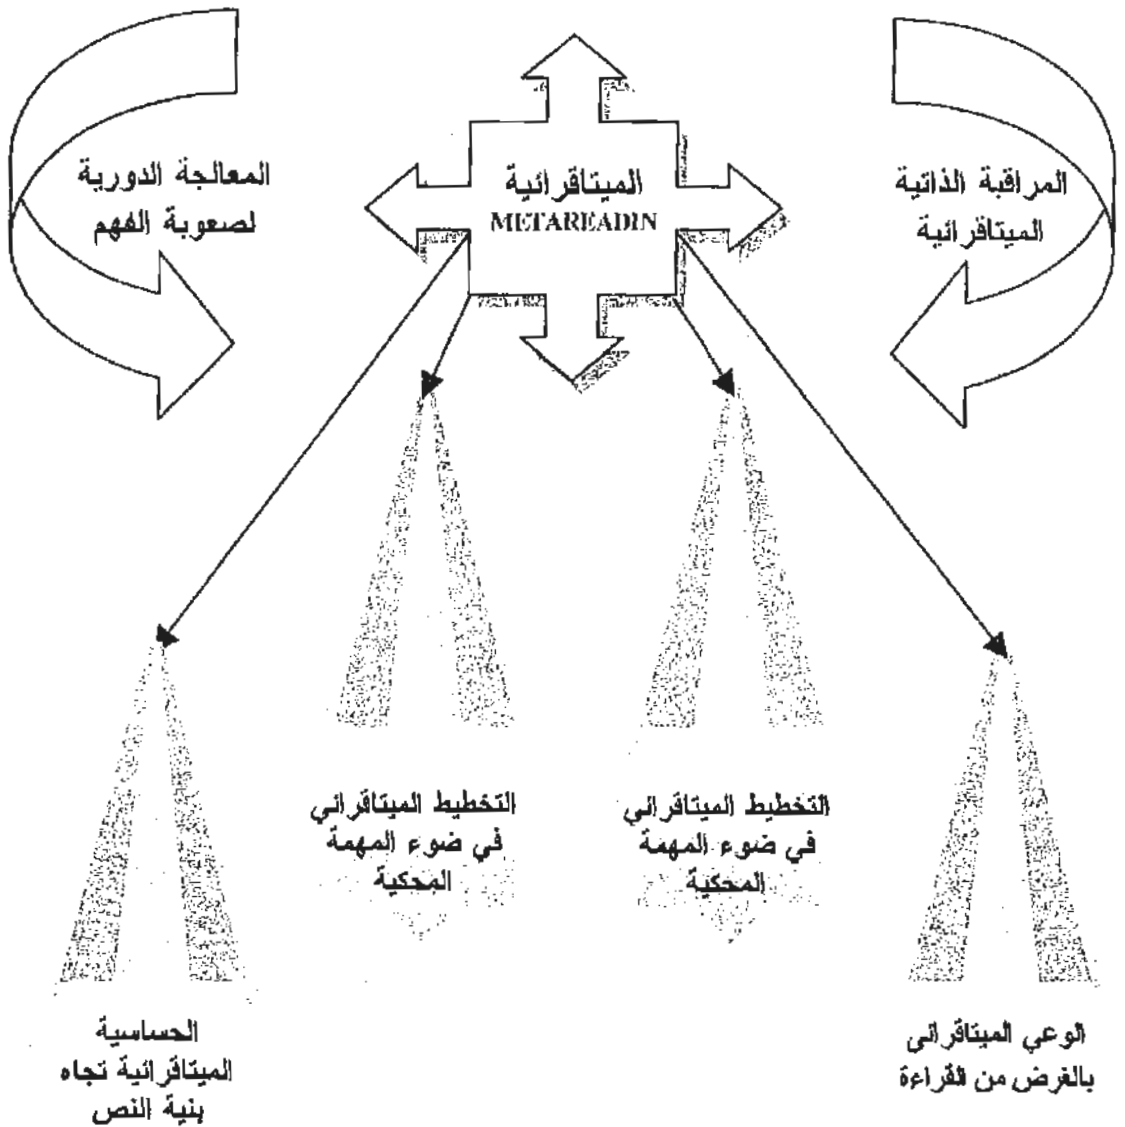 الميتاقرائية
METAREADIN
المراقبة الذاتية
الميتاقرائية
المعالجة الدورية
لصعوبة الفهم
التخطيط الميتاقرائي
في ضوء المهمة
المحكية
التخطيط الميتاقرائي
في ضوء المهمة
المحكية
الوعي الميتاقرائي
بالغرض من القراءة
الحساسية
الميتاقرائية تجاه
بنية النص